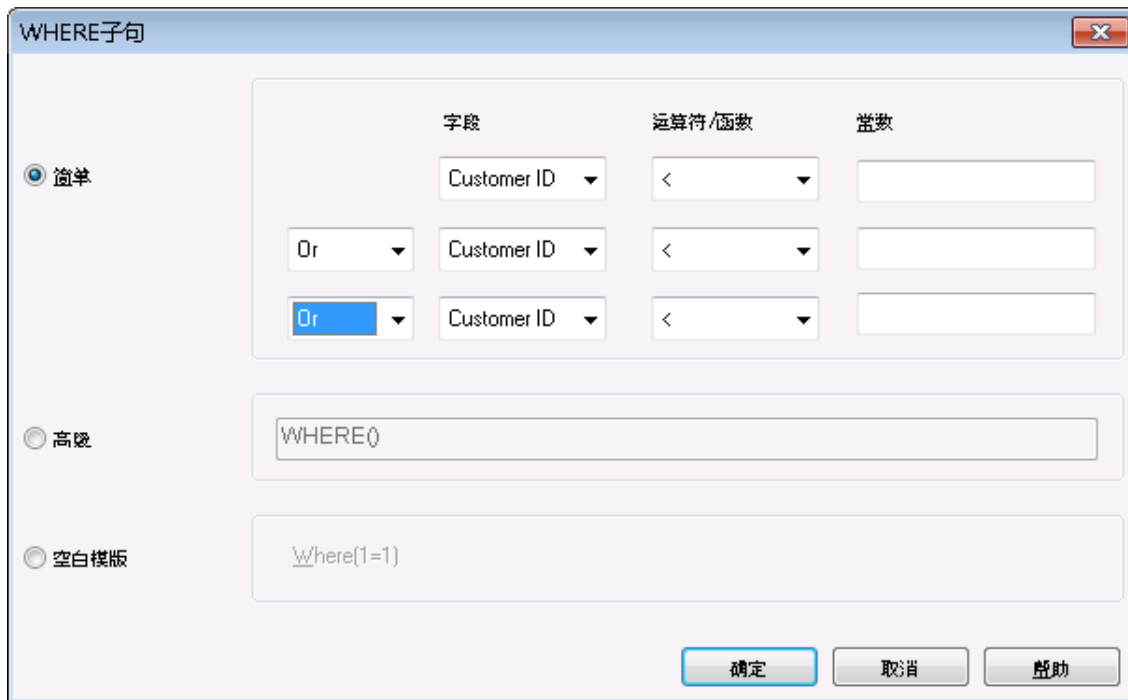 WHERE子句
字段 运算符/函数 常数
简单 Customer ID <
Or Customer ID <
Or Customer ID <
高级 WHERE()
空白模版 Where(1=1)
确定 取消 帮助